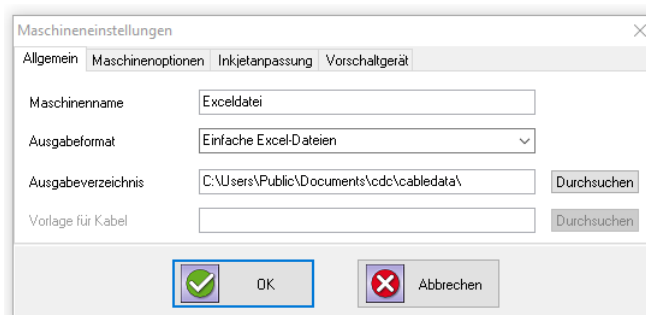 Maschineneinstellungen
Allgemein Maschinenoptionen Inkjetanpassung Vorschaltgerät
Maschinenname Exceldatei
Ausgabeformat Einfache Excel-Dateien
Ausgabeverzeichnis C:\Users\Public\Documents\cdc\cabledata\ Durchsuchen
Vorlage für Kabel Durchsuchen
OK Abbrechen